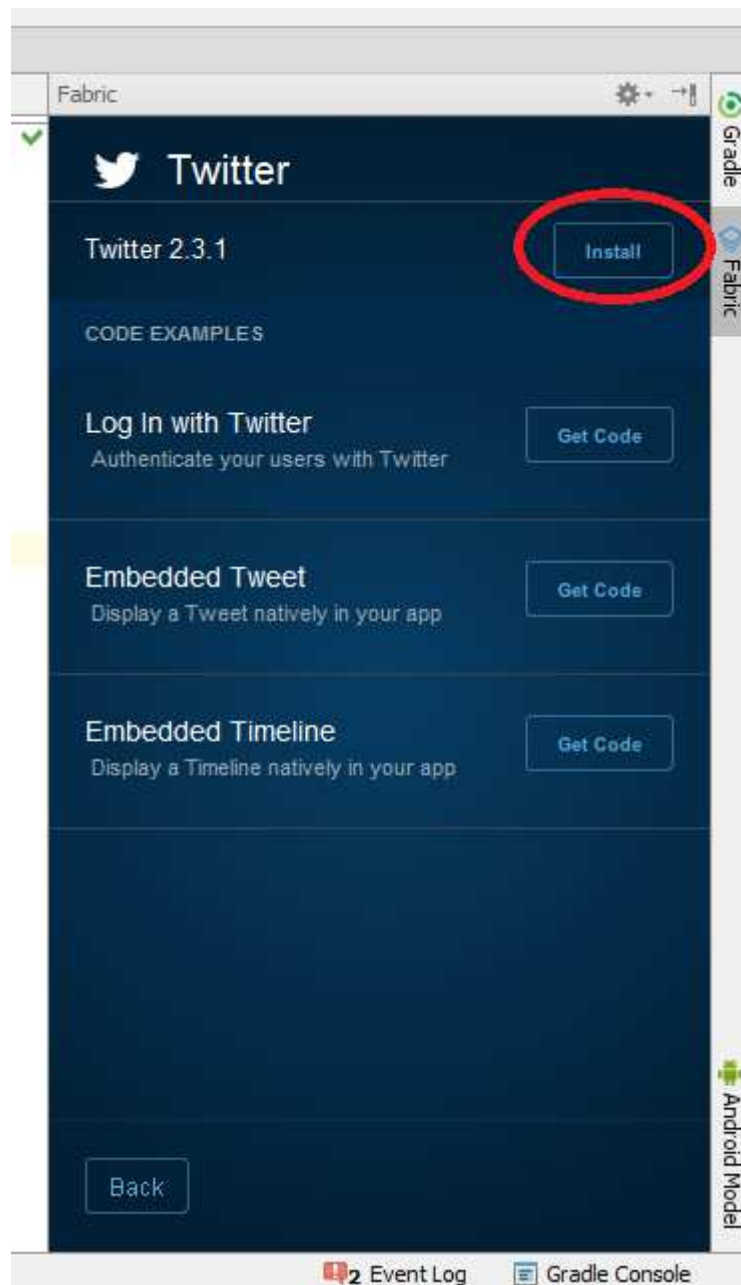 Fabric
Twitter
Twitter 2.3.1
Install
CODE EXAMPLES
Log In with Twitter
Get Code
Authenticate your users with Twitter
Embedded Tweet
Get Code
Display a Tweet natively in your app
Embedded Timeline
Get Code
Display a Timeline natively in your app
Back
Gradle
Fabric
Android Model
2 Event Log
Gradle Console